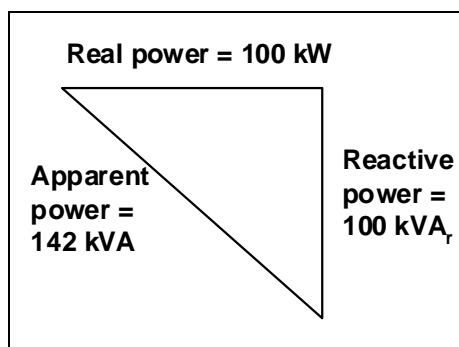 Real power = 100 kW
Apparent
power =
142 kVA
Reactive
power =
100 kVAr